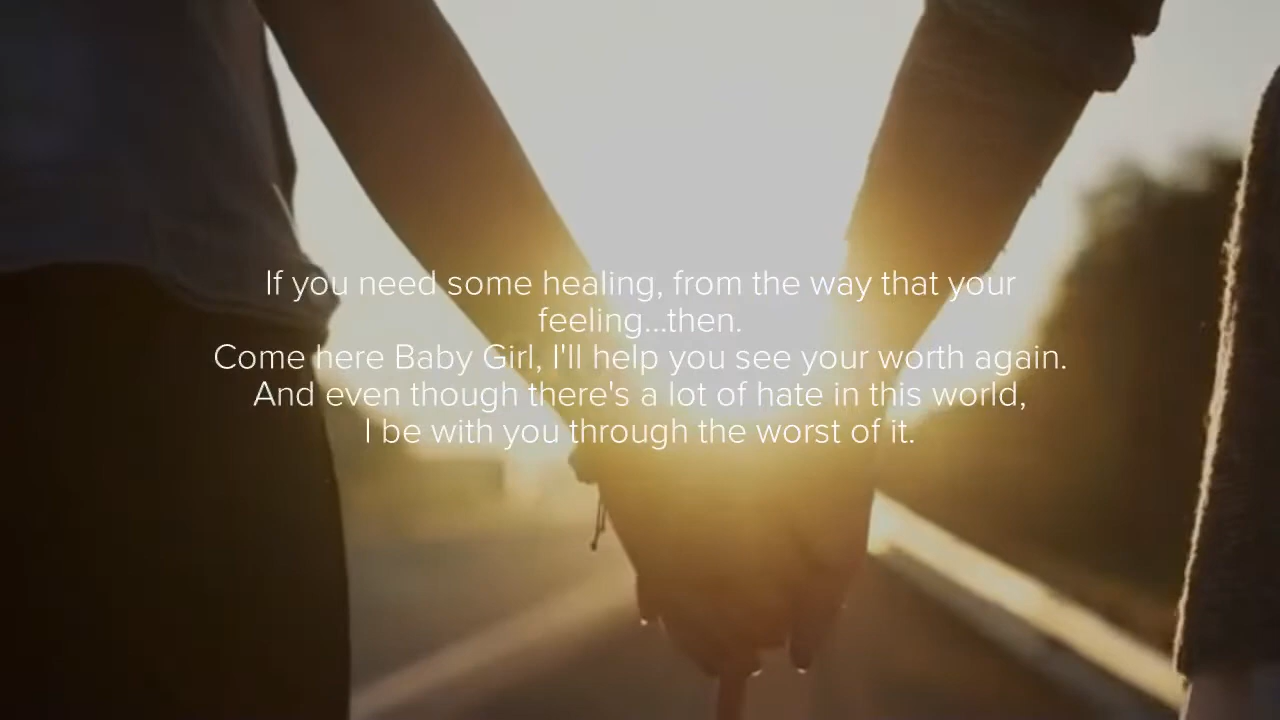 If you need some healing, from the way that your
feeling...then.
Come here Baby Girl, I'll help you see your worth again.
And even though there's a lot of hate in this world,
I be with you through the worst of it.